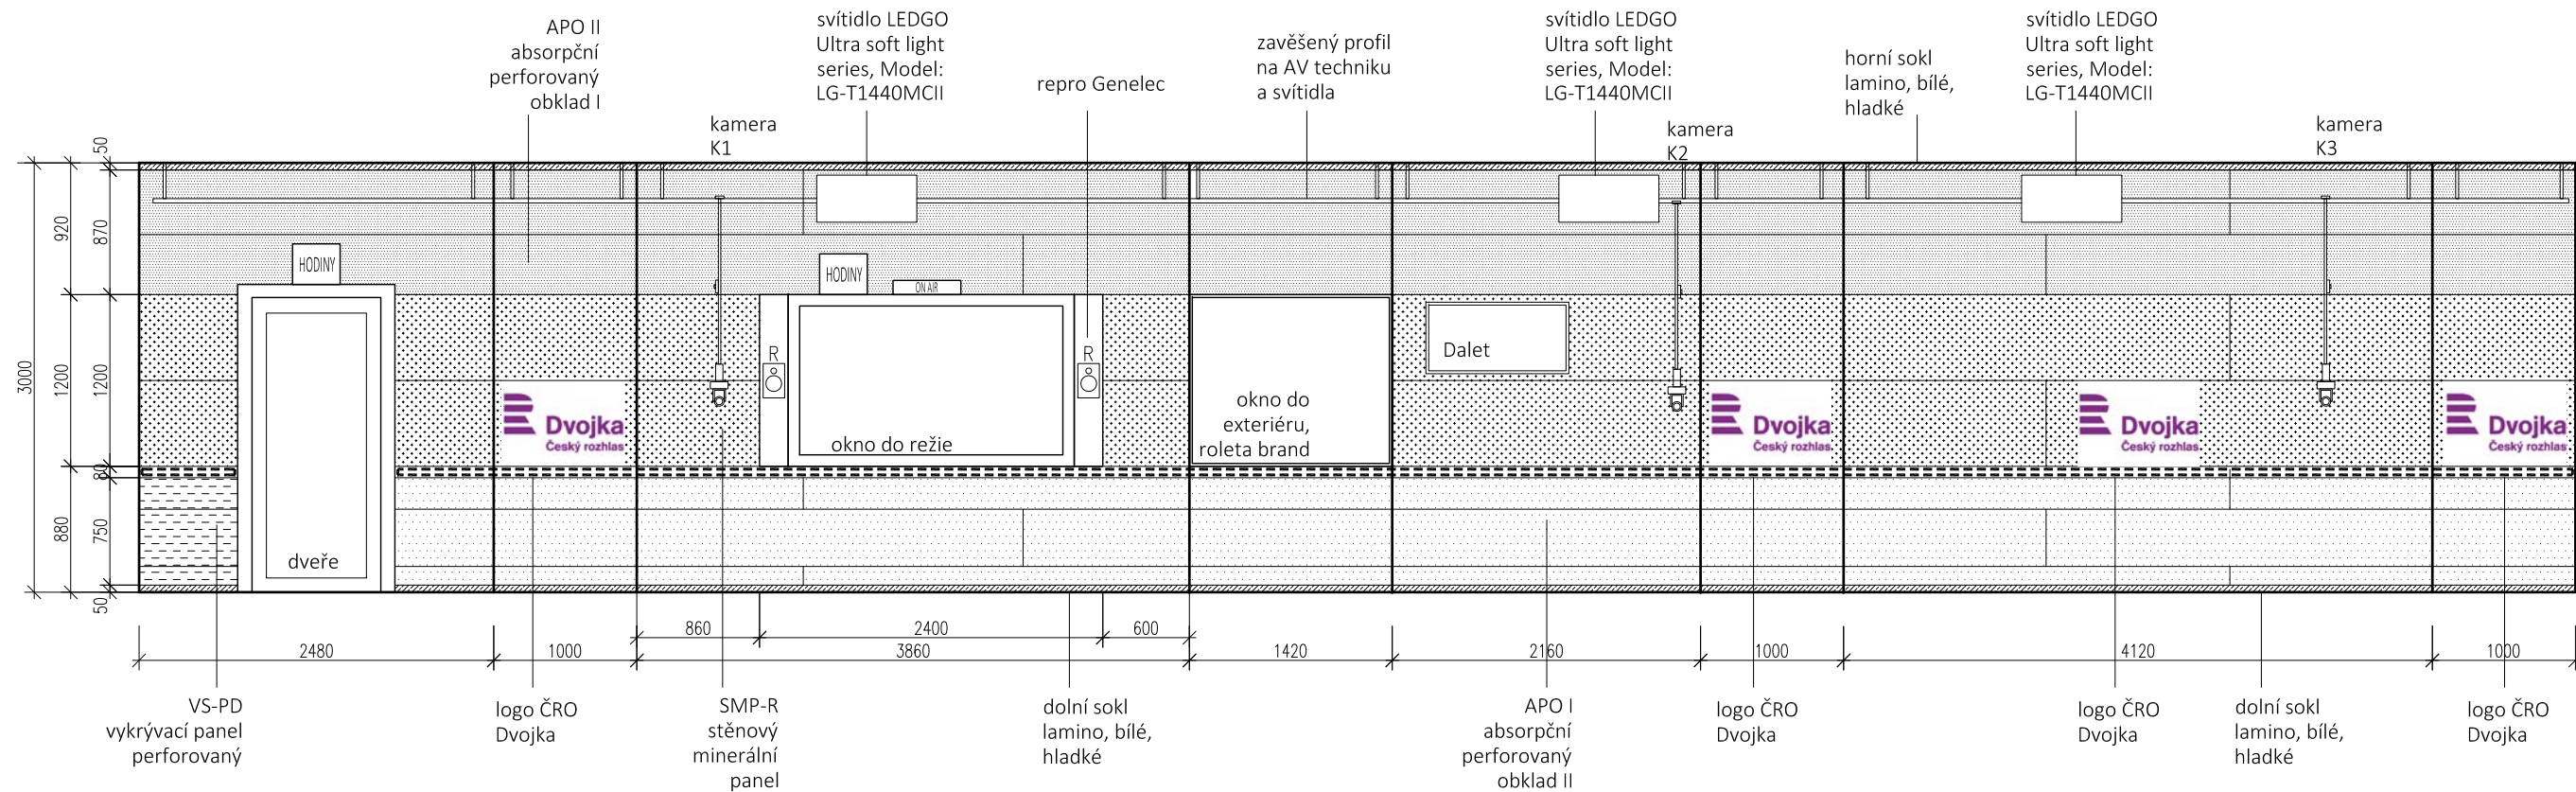 APO II
absorpční
perforovaný
obklad I
svítidlo LEDGO
Ultra soft light
series, Model:
LG-T1440MCII
repro Genelec
zavěšený profil
na AV techniku
a svítidla
svítidlo LEDGO
Ultra soft light
series, Model:
LG-T1440MCII
horní sokl
lamino, bílé,
hladké
svítidlo LEDGO
Ultra soft light
series, Model:
LG-T1440MCII
kamera
K1
kamera
K2
kamera
K3
50
920
870
3000
1200
1200
80
880
750
50
HODINY
HODINY
ON AIR
R
R
Dalet
okno do
exteriéru,
roleta brand
okno do režie
dveře
Dvojka
Český rozhlas
Dvojka
Český rozhlas
Dvojka
Český rozhlas
Dvojka
Český rozhlas
860
2400
600
2480
1000
3860
1420
2160
1000
4120
1000
VS-PD
vykrývací panel
perforovaný
logo ČRO
Dvojka
SMP-R
stěnový
minerální
panel
dolní sokl
lamino, bílé,
hladké
APO I
absorpční
perforovaný
obklad II
logo ČRO
Dvojka
logo ČRO
Dvojka
dolní sokl
lamino, bílé,
hladké
logo ČRO
Dvojka